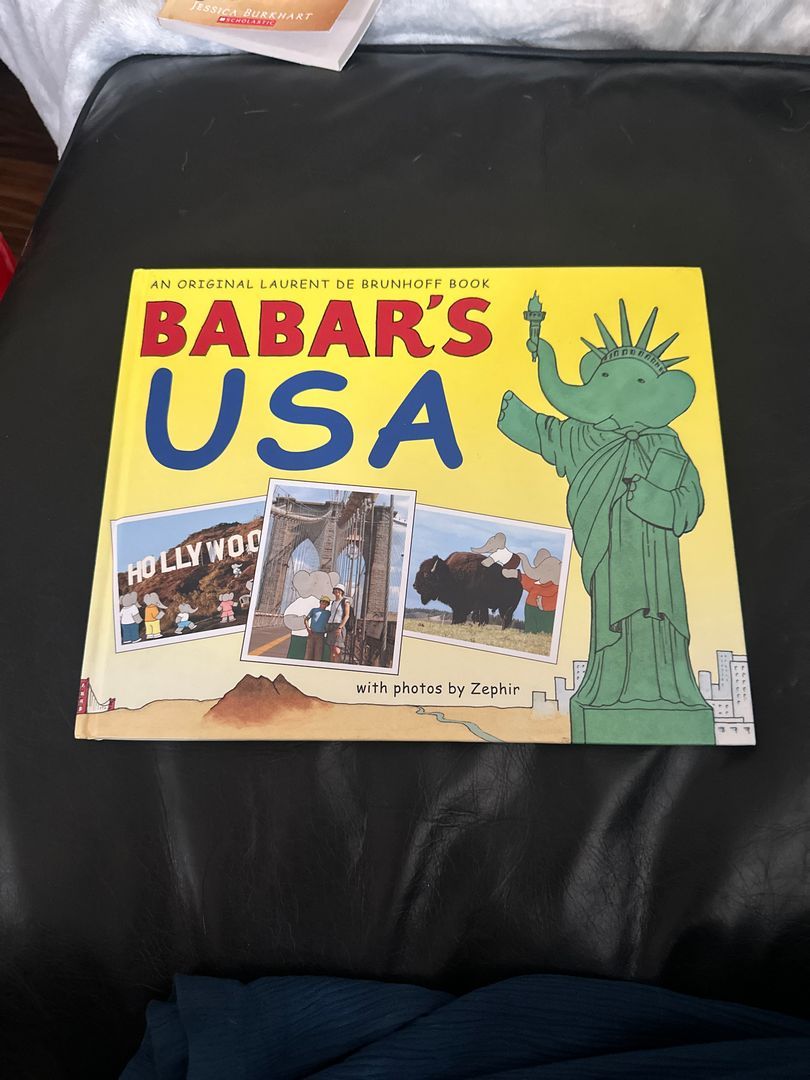 JESSICA BURKHART
SCHOLASTIC
AN ORIGINAL LAURENT DE BRUNHOFF BOOK
BABAR'S
USA
HOLLYWOO
with photos by Zephir